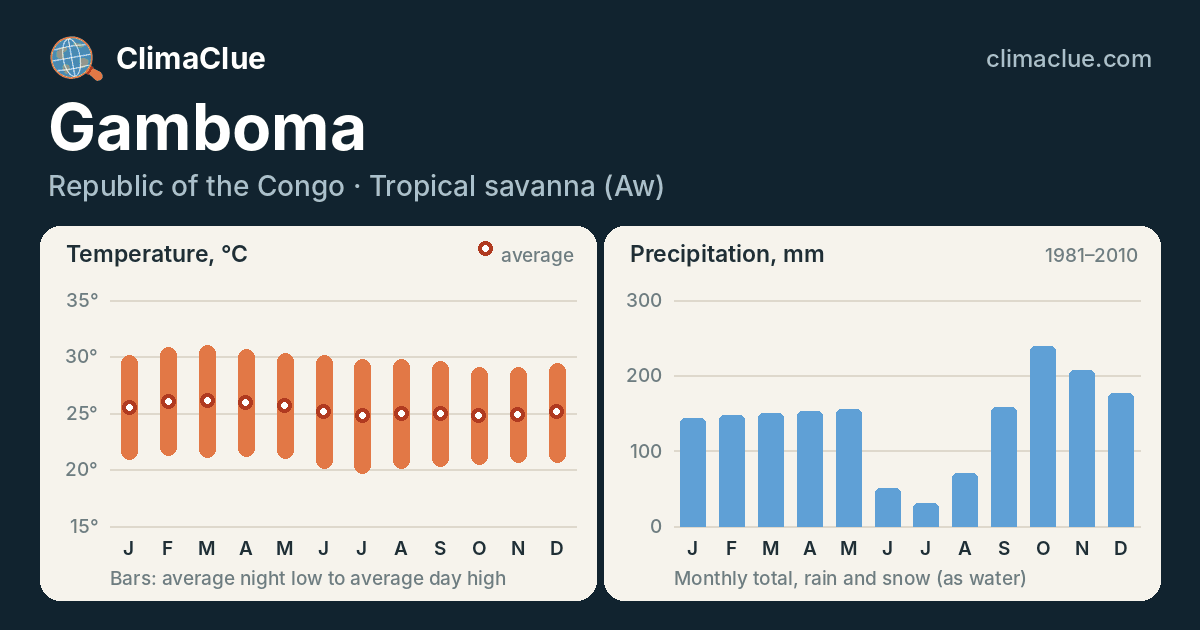 ClimaClue
climaclue.com
Gamboma
Republic of the Congo · Tropical savanna (Aw)
Temperature, °C
average
35°
30°
25°
20°
15°
J F M A M J J A S O N D
Bars: average night low to average day high
Precipitation, mm
1981–2010
300
200
100
0
J F M A M J J A S O N D
Monthly total, rain and snow (as water)